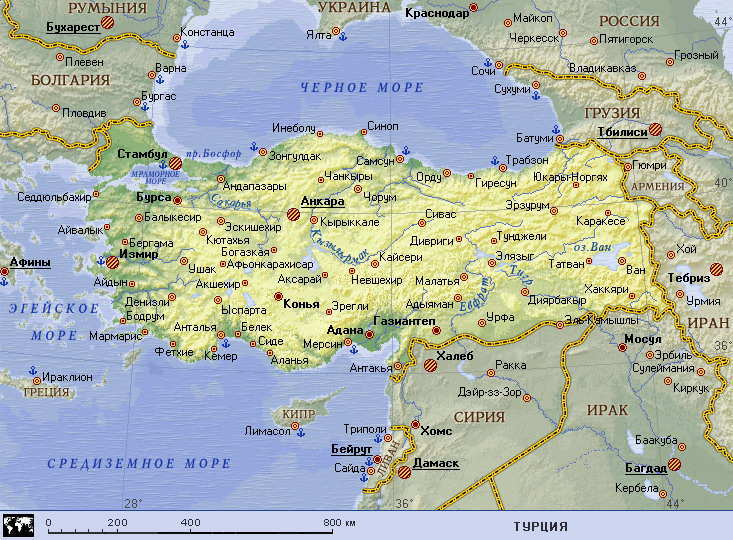 РУМЫНИЯ
УКРАИНА
Краснодар
РОССИЯ
44°
Бухарест
Констанца
Ялта
Майкоп
Черкесск
Пятигорск
Грозный
Плевен
Варна
Сочи
Владикавказ
БОЛГАРИЯ
ЧЕРНОЕ МОРЕ
Сухуми
Бургас
Пловдив
ГРУЗИЯ
Тбилиси
Инеболу
Синоп
Батуми
Стамбул
пр.Босфор
Зонгулдак
Самсун
Трабзон
Гюмри
МРАМОРНОЕ
МОРЕ
Чанкыры
Орду
Гиресун
Юкары-Норгях
АРМЕНИЯ
40°
Седдюльбахир
Андапазары
Чорум
Бурса
Сакарья
Анкара
Эрзурум
Каракесе
Балыкесир
Эскишехир
Кырыккале
Сивас
Айвалык
Кютахья
Кызылырмак
Дивриги
Тунджели
оз.Ван
Хой
Бергама
Богазкая
Измир
Афьонкарахисар
Кайсери
Элязыг
Татван
Ван
Афины
Ушак
Тигр
Тебриз
Айдын
Акшехир
Аксарай
Невшехир
Малатья
Хаккяри
Денизли
Конья
Адыяман
Евфрат
Диярбакыр
Урмия
ЭГЕЙСКОЕ
МОРЕ
Бодрум
Ыспарта
Эрегли
Газиантеп
Урфа
Эль-Камышлы
ИРАН
Мармарис
Анталья
Белек
Адана
Мосул
36°
Фетхие
Кемер
Сиде
Мерсин
Аланья
Антакья
Халеб
Эрбиль
Ракка
Сулеймания
Ираклион
Киркук
ГРЕЦИЯ
Дэйр-эз-Зор
КИПР
СИРИЯ
ИРАК
Лимасол
Триполи
Хомс
Баакуба
Бейрут
ЛИВАН
СРЕДИЗЕМНОЕ МОРЕ
Сайда
Дамаск
Багдад
Кербела
28°
36°
44°
0 200 400 800 км
ТУРЦИЯ